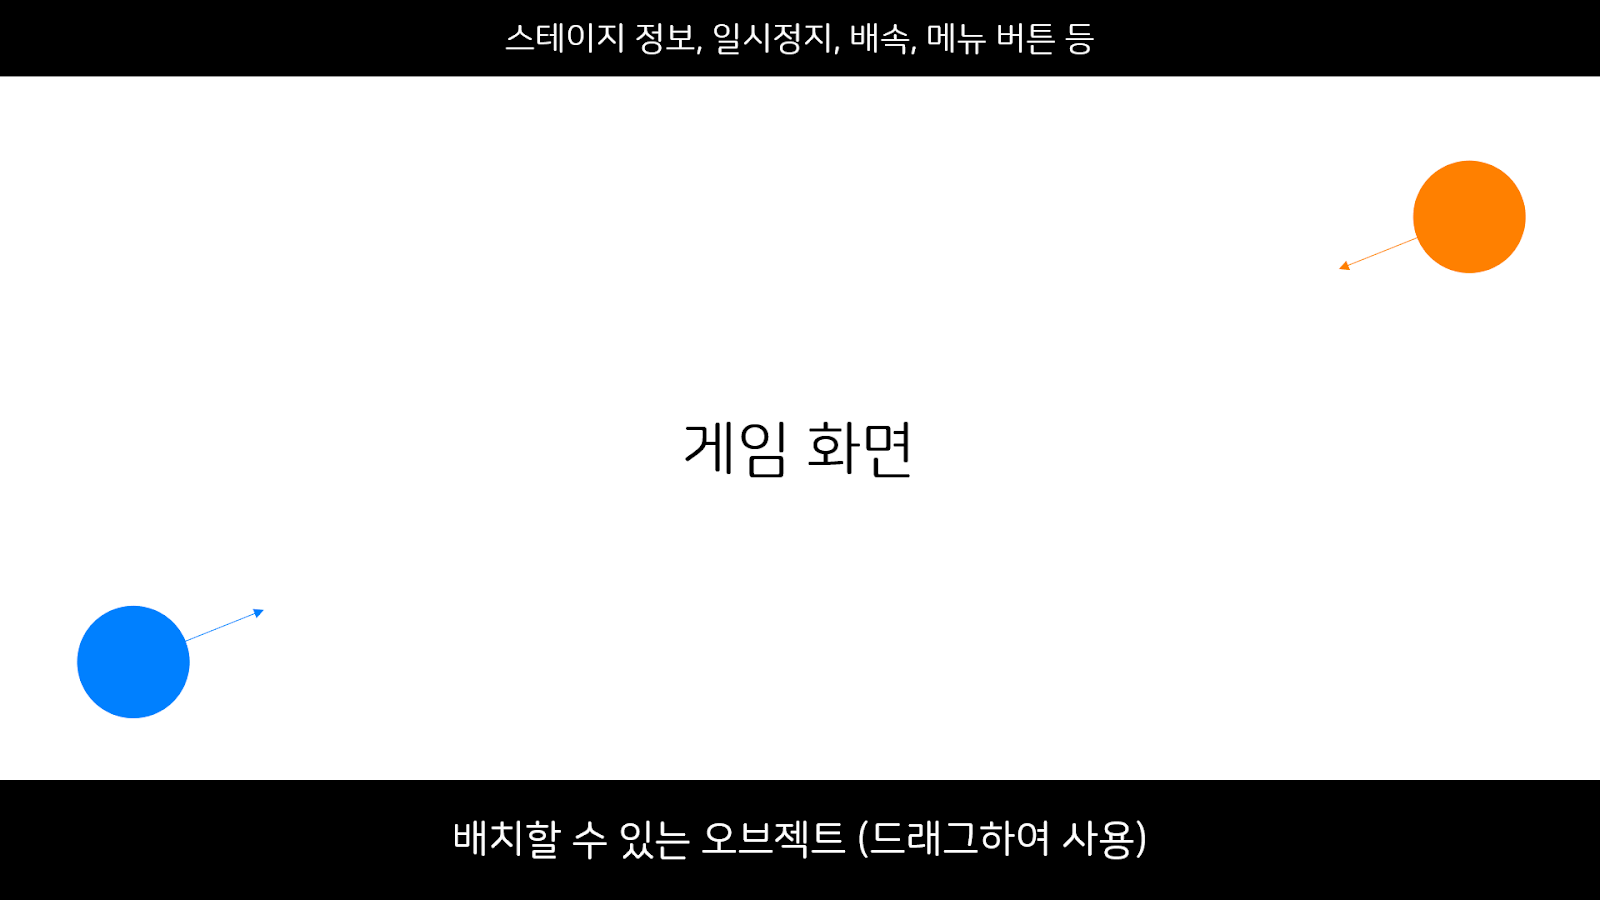 스테이지 정보, 일시정지, 배속, 메뉴 버튼 등
게임 화면
배치할 수 있는 오브젝트 (드래그하여 사용)